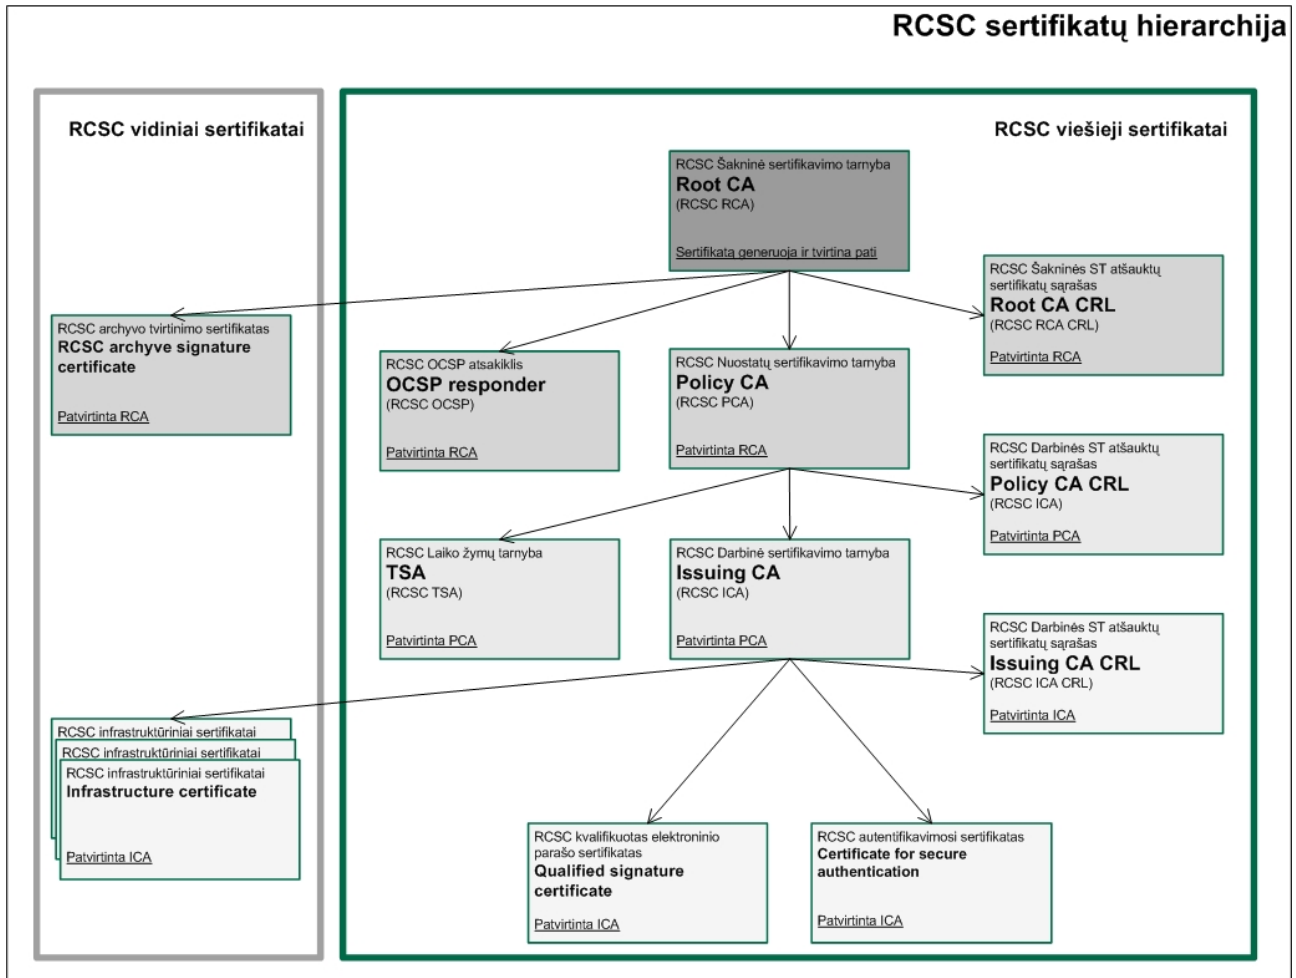 RCSC sertifikatų hierarchija
RCSC vidiniai sertifikatai
RCSC viešieji sertifikatai
RCSC Šakninė sertifikavimo tarnyba
Root CA
(RCSC RCA)
Sertifikatą generuoja ir tvirtina pati
RCSC Šakninės ST atšauktų
sertifikatų sąrašas
Root CA CRL
(RCSC RCA CRL)
Patvirtinta RCA
RCSC archyvo tvirtinimo sertifikatas
RCSC archyve signature
certificate
Patvirtinta RCA
RCSC OCSP atsakiklis
OCSP responder
(RCSC OCSP)
Patvirtinta RCA
RCSC Nuostatų sertifikavimo tarnyba
Policy CA
(RCSC PCA)
Patvirtinta RCA
RCSC Darbinės ST atšauktų
sertifikatų sąrašas
Policy CA CRL
(RCSC ICA)
Patvirtinta PCA
RCSC Laiko žymų tarnyba
TSA
(RCSC TSA)
Patvirtinta PCA
RCSC Darbinė sertifikavimo tarnyba
Issuing CA
(RCSC ICA)
Patvirtinta PCA
RCSC Darbinės ST atšauktų
sertifikatų sąrašas
Issuing CA CRL
(RCSC ICA CRL)
Patvirtinta ICA
RCSC infrastruktūriniai sertifikatai
RCSC infrastruktūriniai sertifikatai
RCSC infrastruktūriniai sertifikatai
Infrastructure certificate
Patvirtinta ICA
RCSC kvalifikuotas elektroninio
parašo sertifikatas
Qualified signature
certificate
Patvirtinta ICA
RCSC autentifikavimosi sertifikatas
Certificate for secure
authentication
Patvirtinta ICA